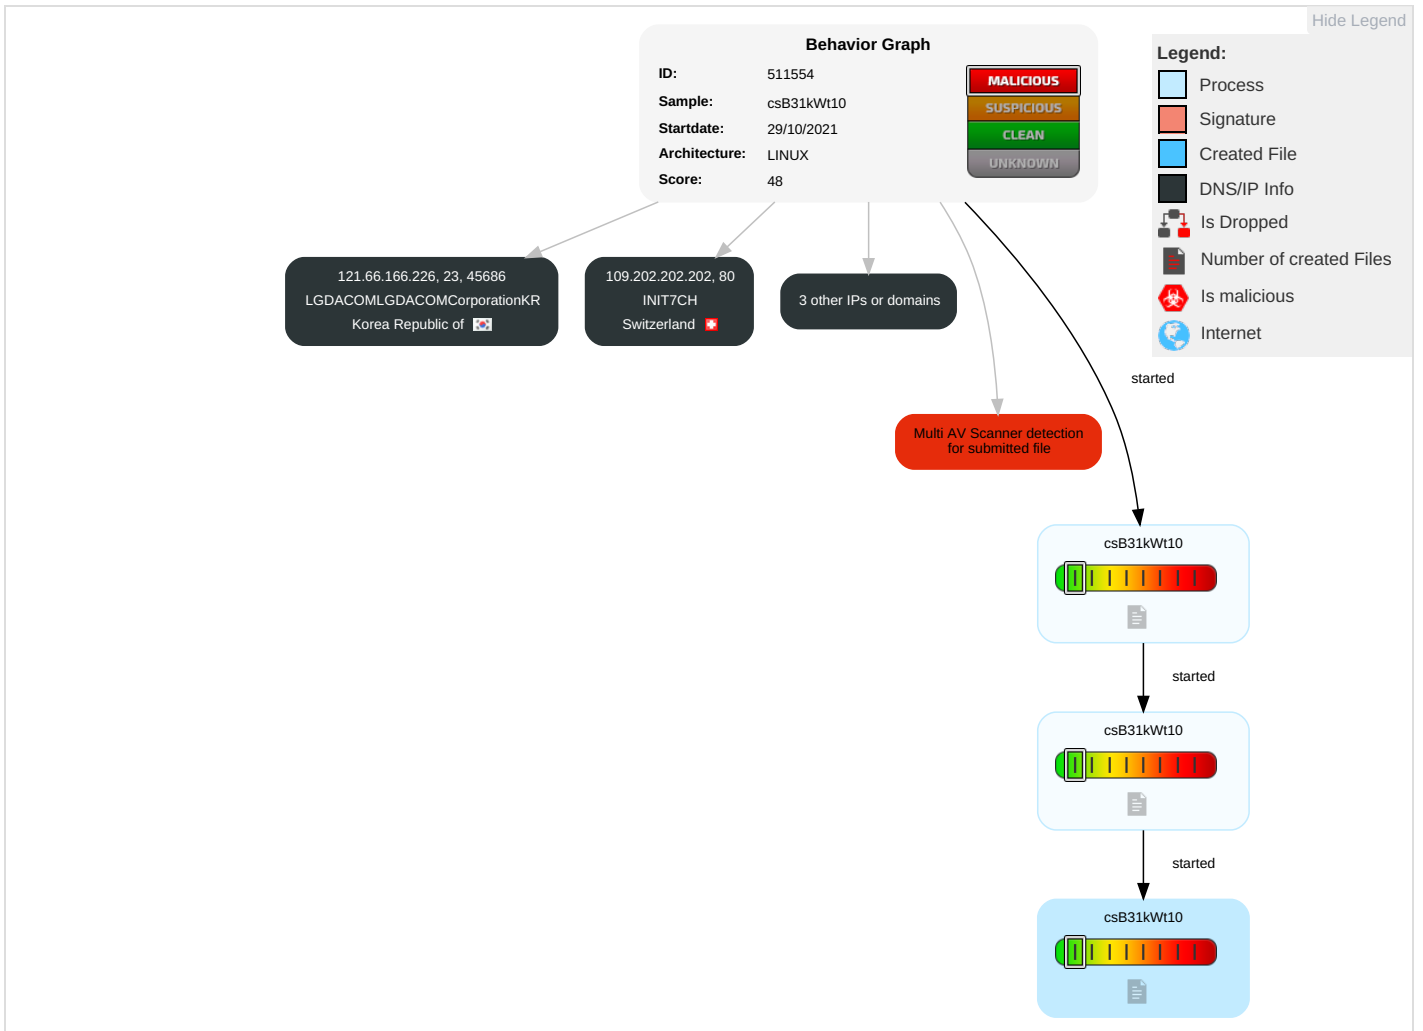 Hide Legend
Behavior Graph
ID: 511554
Sample: csB31kWt10
Startdate: 29/10/2021
Architecture: LINUX
Score: 48
MALICIOUS
SUSPICIOUS
CLEAN
UNKNOWN
Legend:
Process
Signature
Created File
DNS/IP Info
Is Dropped
Number of created Files
Is malicious
Internet
121.66.166.226, 23, 45686
LGDACOMLGDACOMCorporationKR
Korea Republic of
109.202.202.202, 80
INIT7CH
Switzerland
3 other IPs or domains
started
Multi AV Scanner detection
for submitted file
csB31kWt10
started
csB31kWt10
started
csB31kWt10